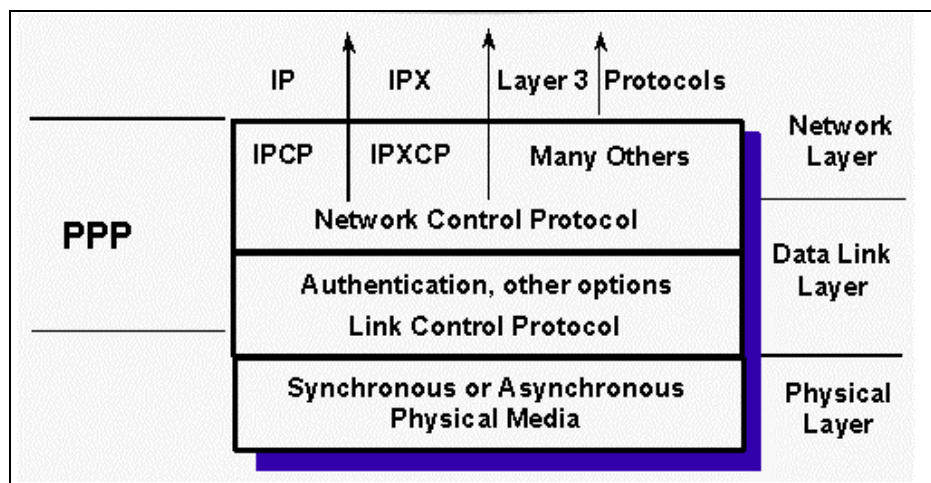 IP IPX Layer 3 Protocols
IPCP IPXCP Many Others
Network Control Protocol
Authentication, other options
Link Control Protocol
Synchronous or Asynchronous
Physical Media
PPP
Network
Layer
Data Link
Layer
Physical
Layer